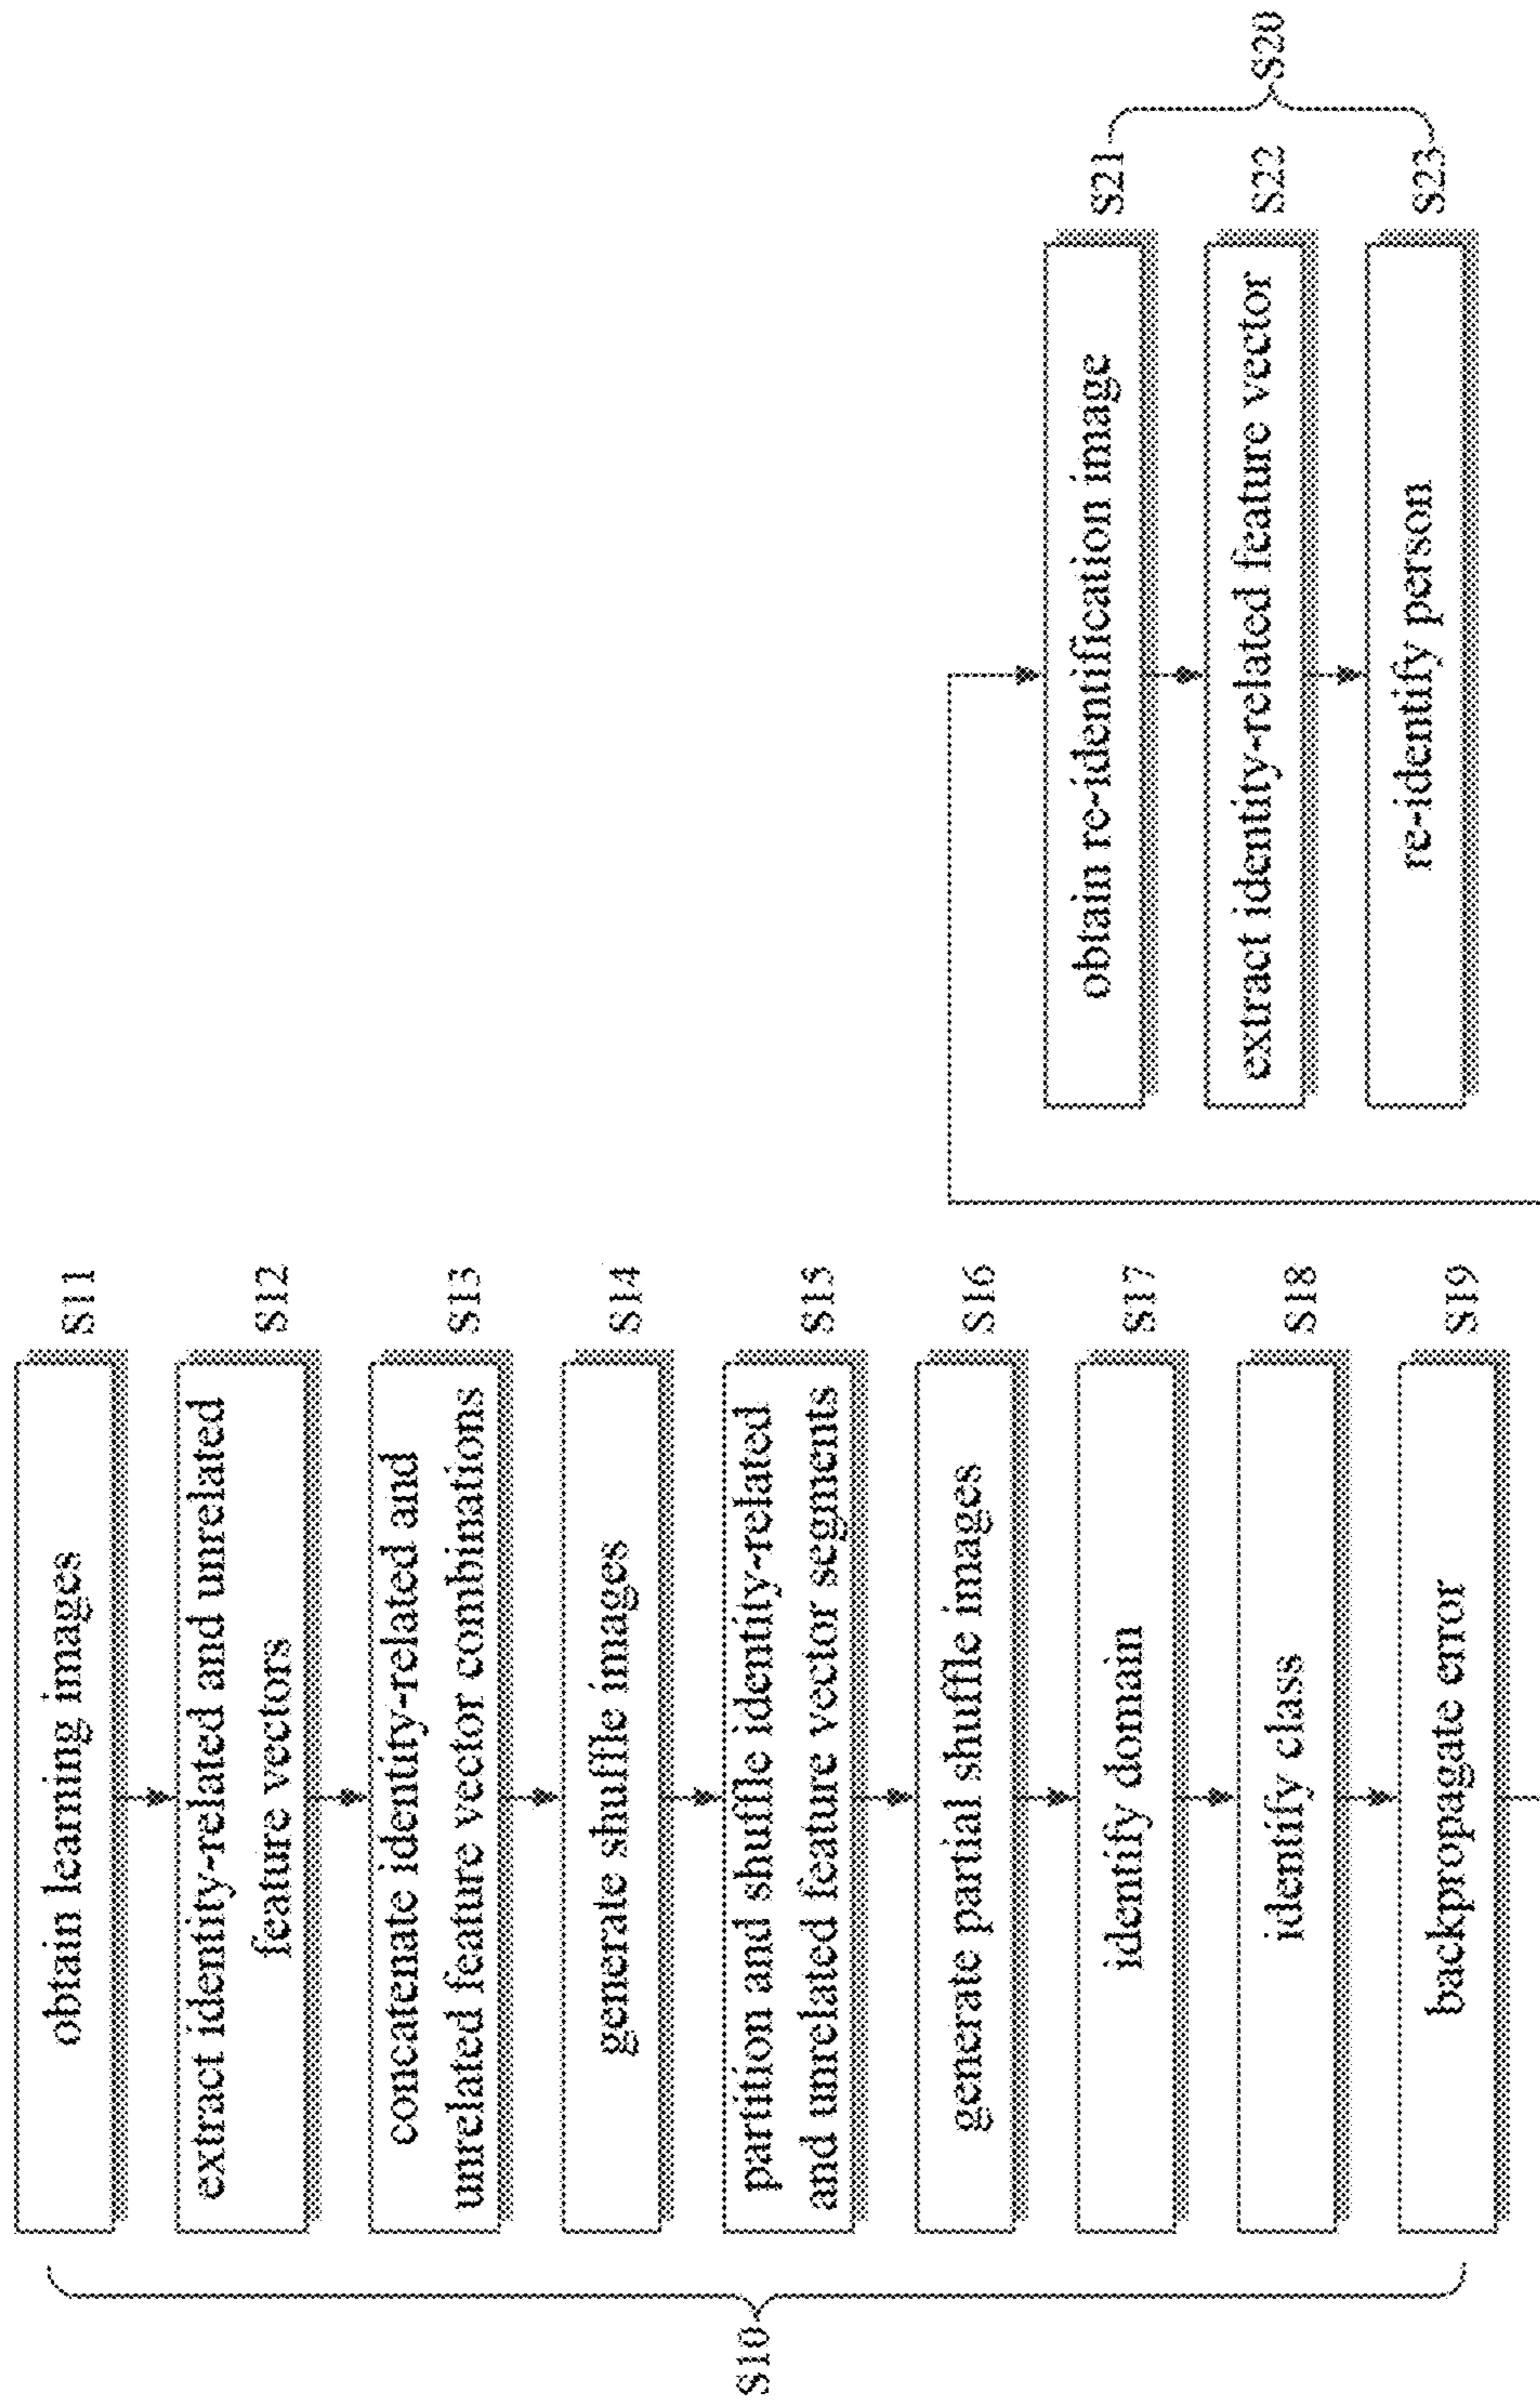 S10
obtain learning images
S11
extract identity-related and unrelated
feature vectors
S12
concatenate identity-related and
unrelated feature vector combinations
S13
generate shuffle images
S14
partition and shuffle identity-related
and unrelated feature vector segments
S15
generate partial shuffle images
S16
identify domain
S17
identify class
S18
backpropagate error
S19
obtain re-identification image
S21
extract identity-related feature vector
S22
re-identify person
S23
S20